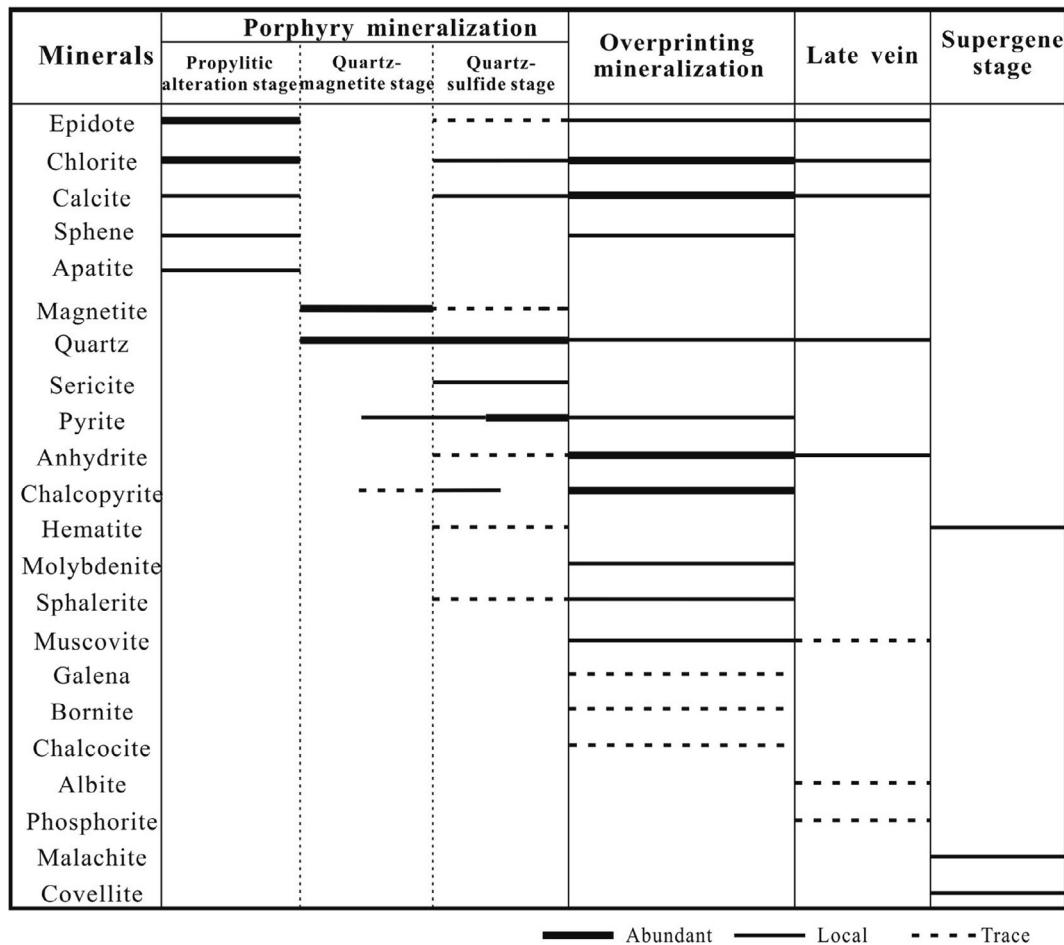 Minerals
Porphyry mineralization
Propylitic
alteration stage
Quartz-
magnetite stage
Quartz-
sulfide stage
Overprinting
mineralization
Late vein
Supergene
stage
Epidote
Chlorite
Calcite
Sphene
Apatite
Magnetite
Quartz
Sericite
Pyrite
Anhydrite
Chalcopyrite
Hematite
Molybdenite
Sphalerite
Muscovite
Galena
Bornite
Chalcocite
Albite
Phosphorite
Malachite
Covellite
Abundant Local Trace